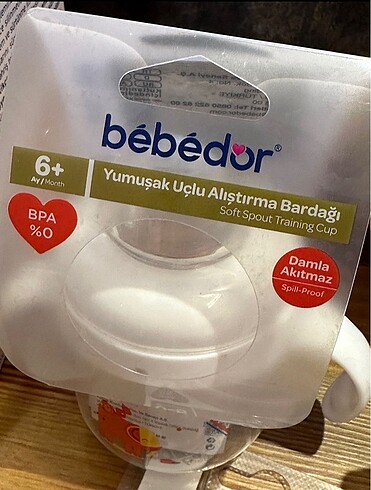 bébédor®
6+
Ay/Month
Yumuşak Uçlu Alıştırma Bardağı
Soft Spout Training Cup
BPA
%0
Damla
Akıtmaz
Spill-Proof